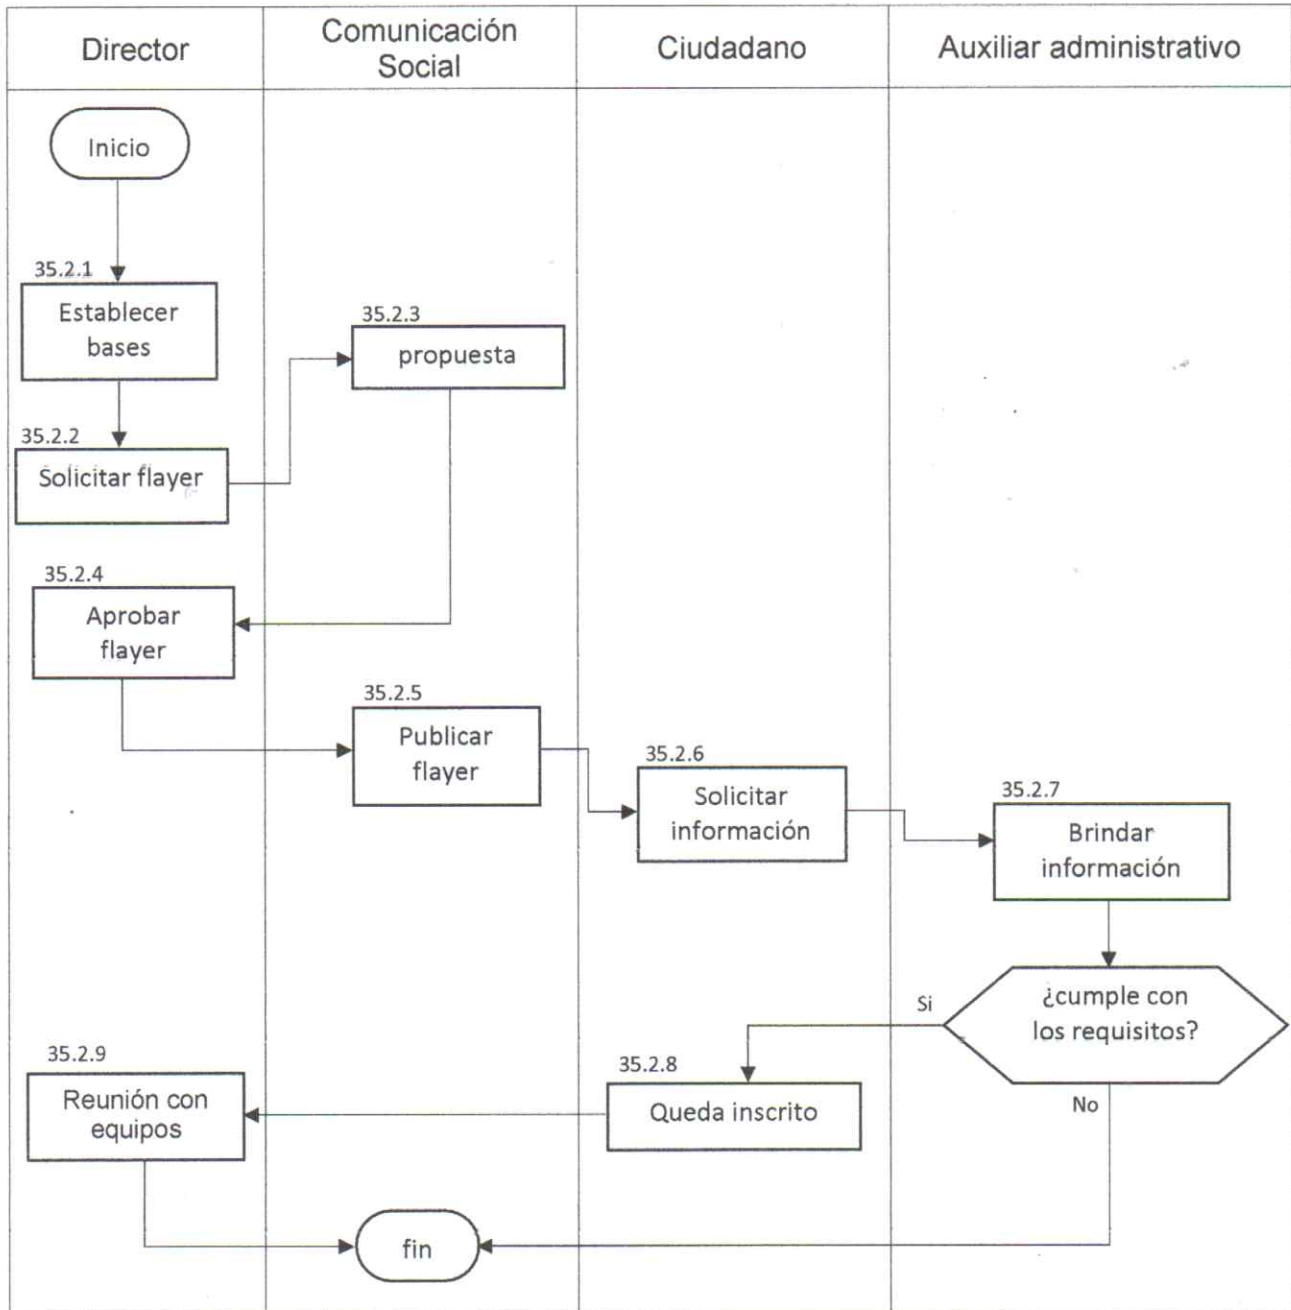 Director
Comunicación
Social
Ciudadano
Auxiliar administrativo
Inicio
35.2.1
Establecer
bases
35.2.2
Solicitar flayer
35.2.3
propuesta
35.2.4
Aprobar
flayer
35.2.5
Publicar
flayer
35.2.6
Solicitar
información
35.2.7
Brindar
información
¿cumple con
los requisitos?
Si
No
35.2.8
Queda inscrito
35.2.9
Reunión con
equipos
fin